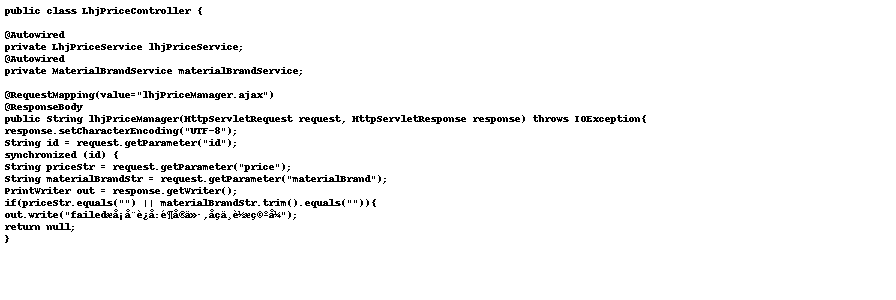 public class LhjPriceController {
@Autowired
private LhjPriceService lhjPriceService;
@Autowired
private MaterialBrandService materialBrandService;
@RequestMapping(value="lhjPriceManager.ajax")
@ResponseBody
public String lhjPriceManager(HttpServletRequest request, HttpServletResponse response) throws IOException{
response.setCharacterEncoding("UTF-8");
String id = request.getParameter("id");
synchronized (id) {
String priceStr = request.getParameter("price");
String materialBrandStr = request.getParameter("materialBrand");
PrintWriter out = response.getWriter();
if(priceStr.equals("") || materialBrandStr.trim().equals("")){
out.write("failed");
return null;
}